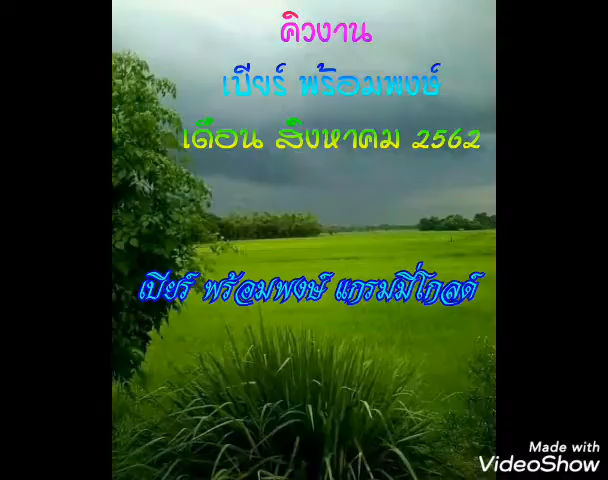 คิวงาน
เบียร์ พร้อมพงษ์
เดือน สิงหาคม 2562
เบียร์ พร้อมพงษ์ แกรมมี่โกลด์
Made with
VideoShow